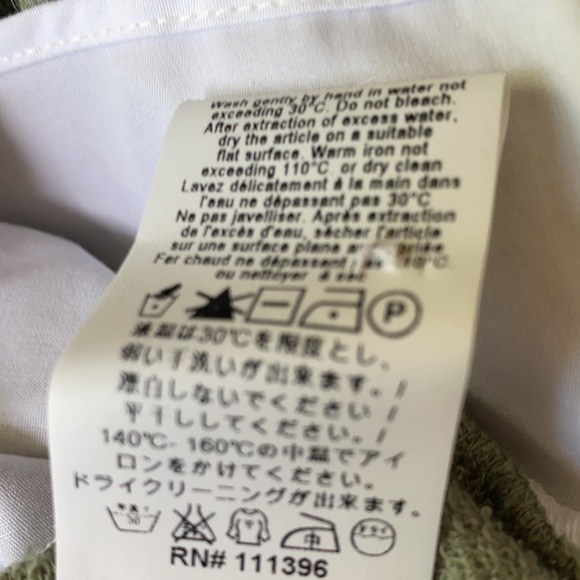 Wash gently by hand in water not
exceeding 30°C. Do not bleach.
After extraction of excess water,
dry the article on a suitable
flat surface. Warm iron not
exceeding 110°C or dry clean
Lavez délicatement à la main dans
l'eau ne dépassant pas 30°C
Ne pas javelliser. Après extraction
de l'excès d'eau, sécher l'article
sur une surface plane
Fer chaud ne dépassant pas 110°C.
ou nettoyer à sec
P
液温は30℃を限度とし、
弱い手洗いが出来ます。/
漂白しないでください/
平干ししてください。/
140℃-160℃の中温でアイ
ロンをかけてください。
ドライクリーニングが出来ます。
中
ドライ
RN# 111396